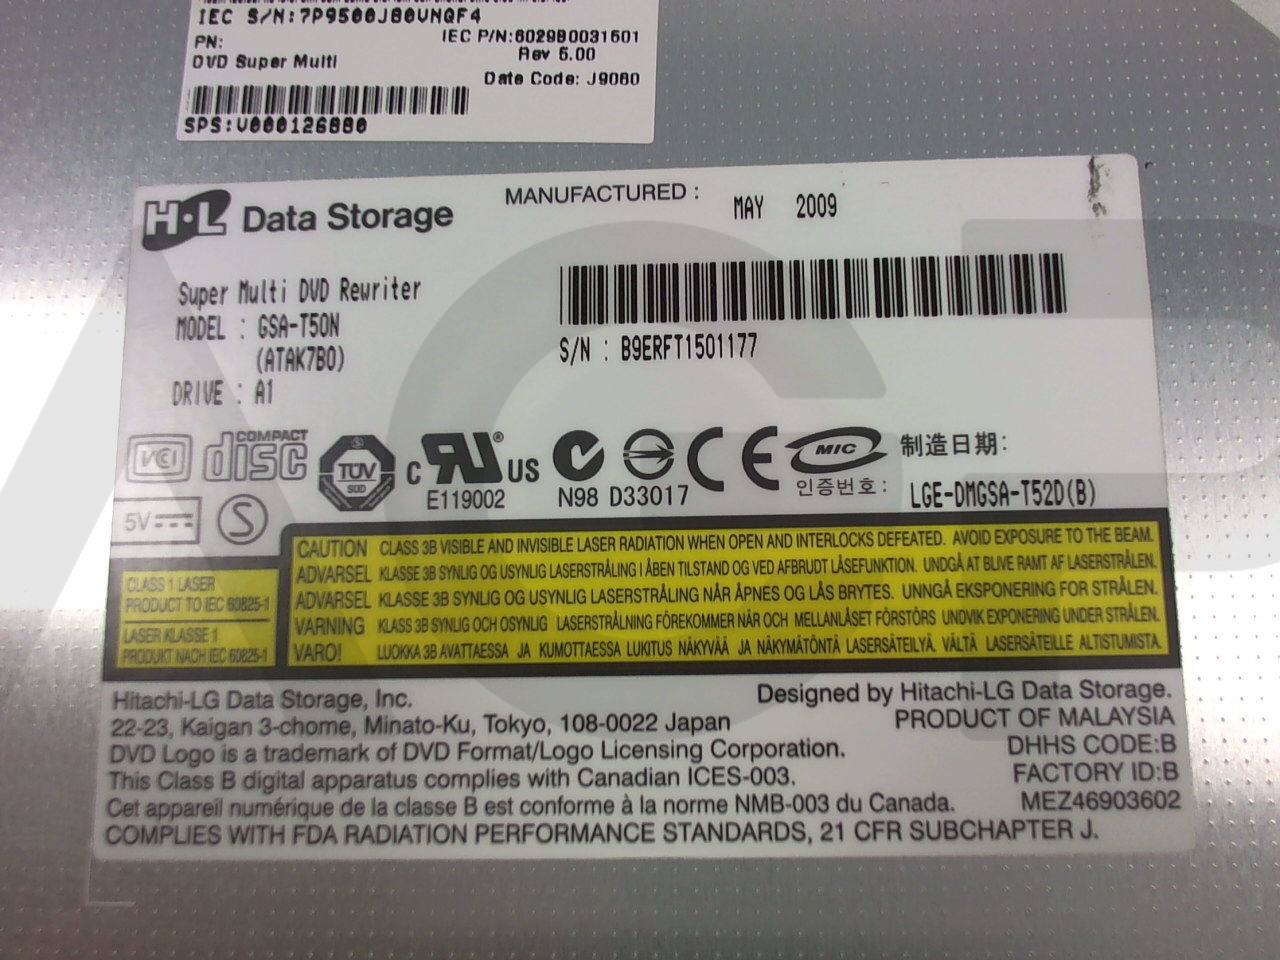 IEC S/N:7P9500J80VNQF4
PN: IEC P/N:6029B0031601
Rev 5.00
DVD Super Multi
Date Code: J9060
SPS:V000126880
H·L Data Storage
MANUFACTURED : MAY 2009
Super Multi DVD Rewriter
MODEL : GSA-T50N
(ATAK7B0)
DRIVE : A1
S/N : B9ERFT1501177
VCCI
COMPACT
disc
TUV
c RU ® US
E119002
N98 D33017
CE
MIC
制造日期:
인증번호: LGE-DMGSA-T52D(B)
5V
S
CLASS 1 LASER
PRODUCT TO IEC 60825-1
LASER KLASSE 1
PRODUKT NACH IEC 60825-1
CAUTION CLASS 3B VISIBLE AND INVISIBLE LASER RADIATION WHEN OPEN AND INTERLOCKS DEFEATED. AVOID EXPOSURE TO THE BEAM.
ADVARSEL KLASSE 3B SYNLIG OG USYNLIG LASERSTRÅLING I ÅBEN TILSTAND OG VED AFBRUDT LÅSEFUNKTION. UNDGÅ AT BLIVE RAMT AF LASERSTRÅLEN.
ADVARSEL KLASSE 3B SYNLIG OG USYNLIG LASERSTRÅLING NÅR ÅPNES OG LÅS BRYTES. UNNGÅ EKSPONERING FOR STRÅLEN.
VARNING KLASS 3B SYNLIG OCH OSYNLIG LASERSTRÅLNING FÖREKOMMER NÄR OCH MELLANLÅSET FÖRSTÖRS UNDVIK EXPONERING UNDER STRÅLEN.
VARO! LUOKKA 3B AVATTAESSA JA KUMOTTAESSA LUKITUS NÄKYVÄÄ JA NÄKYMÄTÖNTÄ LASERSÄTEILYÄ. VÄLTÄ LASERSÄTEILLE ALTISTUMISTA.
Hitachi-LG Data Storage, Inc.
22-23, Kaigan 3-chome, Minato-Ku, Tokyo, 108-0022 Japan
DVD Logo is a trademark of DVD Format/Logo Licensing Corporation.
This Class B digital apparatus complies with Canadian ICES-003.
Cet appareil numérique de la classe B est conforme à la norme NMB-003 du Canada.
COMPLIES WITH FDA RADIATION PERFORMANCE STANDARDS, 21 CFR SUBCHAPTER J.
Designed by Hitachi-LG Data Storage.
PRODUCT OF MALAYSIA
DHHS CODE:B
FACTORY ID:B
MEZ46903602